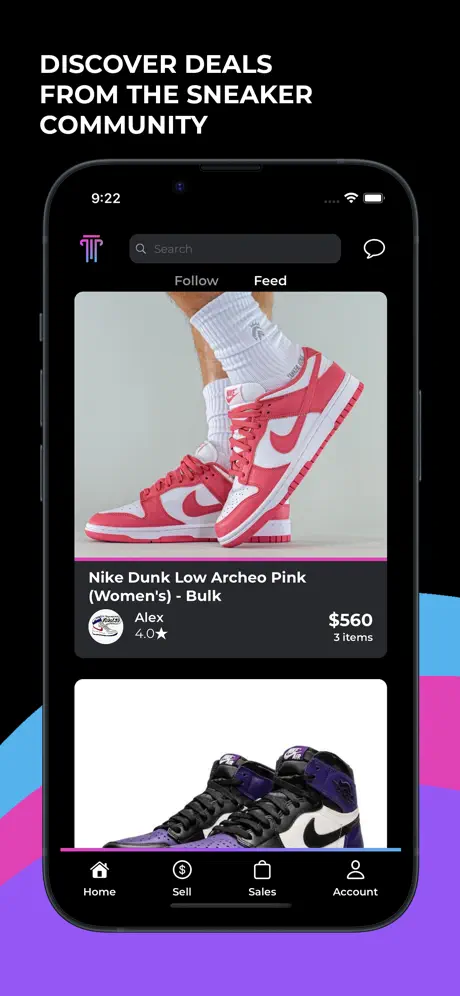 DISCOVER DEALS
FROM THE SNEAKER
COMMUNITY
9:22
Search
Follow Feed
Nike Dunk Low Archeo Pink
(Women's) - Bulk
Alex
4.0★
$560
3 items
Home Sell Sales Account